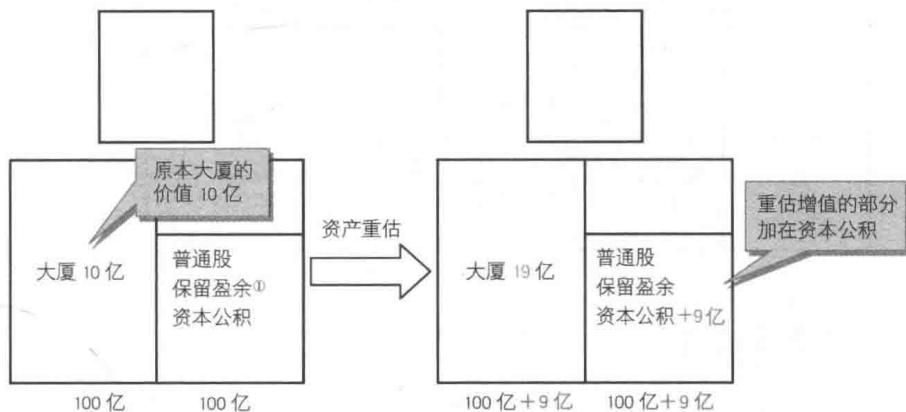 原本大厦的
价值 10 亿
大厦 10 亿
普通股
保留盈余①
资本公积
100 亿
100 亿
资产重估
大厦 19 亿
普通股
保留盈余
资本公积+9亿
重估增值的部分
加在资本公积
100 亿+9 亿
100 亿+9 亿